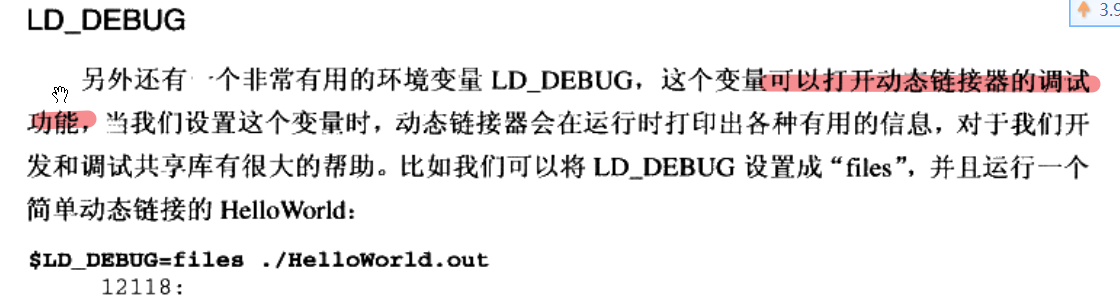 LD_DEBUG
3.9
另外还有一个非常有用的环境变量 LD_DEBUG，这个变量可以打开动态链接器的调试
功能，当我们设置这个变量时，动态链接器会在运行时打印出各种有用的信息，对于我们开
发和调试共享库有很大的帮助。比如我们可以将 LD_DEBUG 设置成“files”，并且运行一个
简单动态链接的 HelloWorld：
$LD_DEBUG=files ./HelloWorld.out
12118: